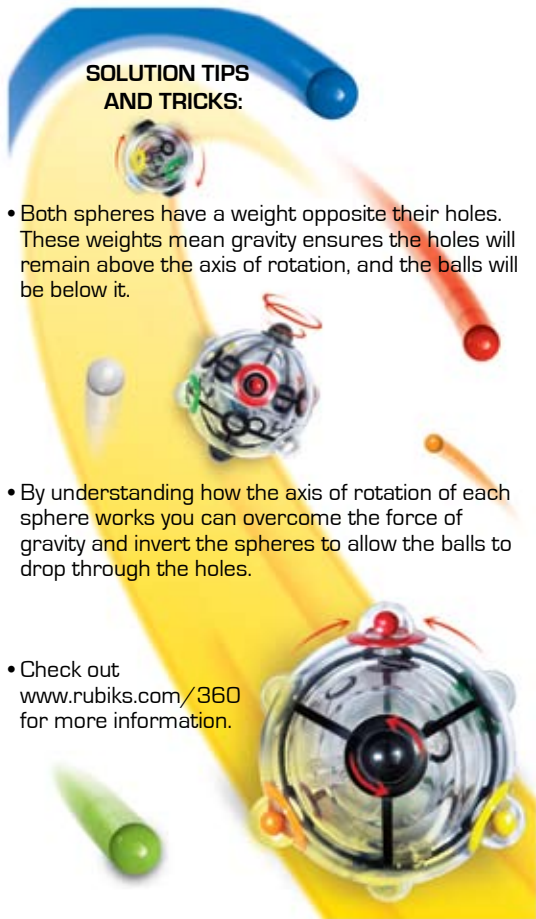 SOLUTION TIPS
AND TRICKS:
• Both spheres have a weight opposite their holes.
These weights mean gravity ensures the holes will
remain above the axis of rotation, and the balls will
be below it.
• By understanding how the axis of rotation of each
sphere works you can overcome the force of
gravity and invert the spheres to allow the balls to
drop through the holes.
• Check out
www.rubiks.com/360
for more information.